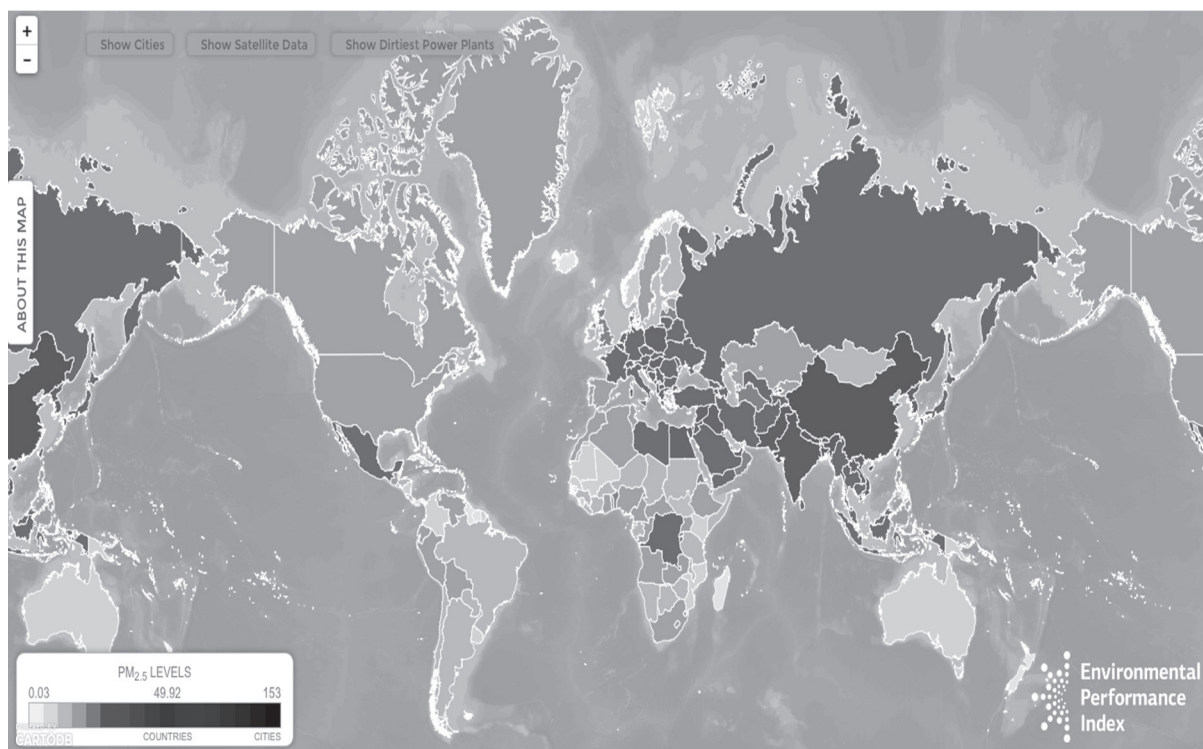 +
-
Show Cities
Show Satellite Data
Show Dirtiest Power Plants
ABOUT THIS MAP
PM2.5 LEVELS
0.03 49.92 153
COUNTRIES CITIES
CARTODB
Environmental
Performance
Index